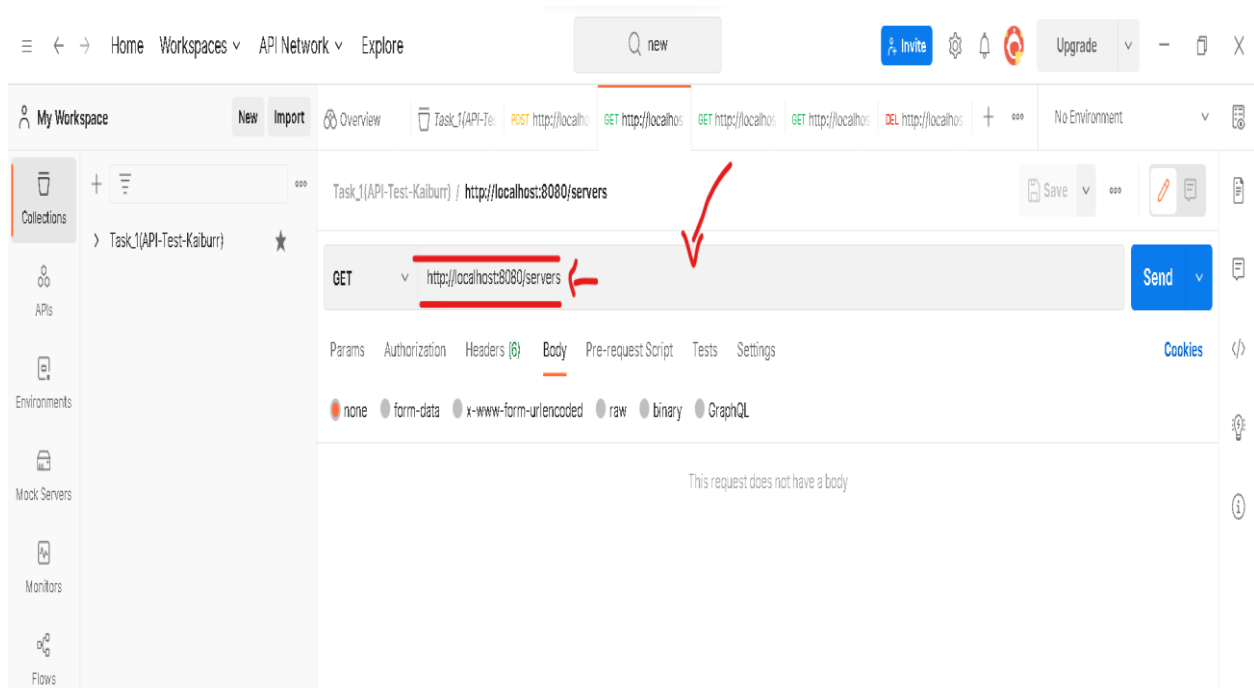 Home Workspaces API Network Explore new Invite Upgrade
My Workspace New Import Overview Task_1(API-Te: POST http://localho GET http://localhos GET http://localhos GET http://localhos DEL http://localhos No Environment
Collections
Task_1(API-Test-Kaiburr)
APIs
Environments
Mock Servers
Monitors
Flows
Task_1(API-Test-Kaiburr) / http://localhost:8080/servers Save
GET http://localhost:8080/servers Send
Params Authorization Headers (6) Body Pre-request Script Tests Settings Cookies
none form-data x-www-form-urlencoded raw binary GraphQL
This request does not have a body